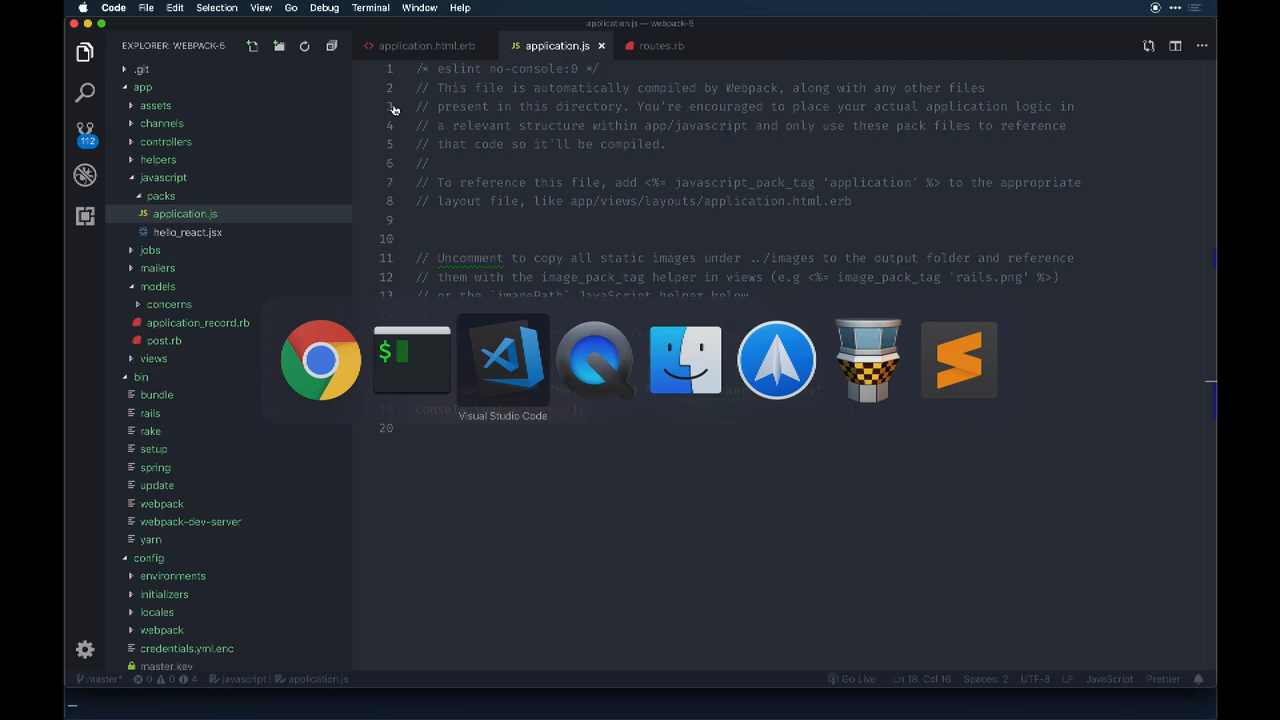 Code File Edit Selection View Go Debug Terminal Window Help
application.js — webpack-5
EXPLORER: WEBPACK-5
application.html.erb
JS application.js
routes.rb
.git
app
assets
channels
controllers
112
helpers
javascript
packs
JS application.js
hello_react.jsx
jobs
mailers
models
concerns
application_record.rb
post.rb
views
bin
bundle
rails
rake
setup
spring
update
webpack
webpack-dev-server
yarn
config
environments
initializers
locales
webpack
credentials.yml.enc
master.key
1 /* eslint no-console:0 */
2 // This file is automatically compiled by Webpack, along with any other files
3 // present in this directory. You're encouraged to place your actual application logic in
4 // a relevant structure within app/javascript and only use these pack files to reference
5 // that code so it'll be compiled.
6 //
7 // To reference this file, add <%= javascript_pack_tag 'application' %> to the appropriate
8 // layout file, like app/views/layouts/application.html.erb
9
10
11 // Uncomment to copy all static images under ../images to the output folder and reference
12 // them with the image_pack_tag helper in views (e.g <%= image_pack_tag 'rails.png' %>)
13 // or the `imagePath` JavaScript helper below.
$
Visual Studio Code
20
master* 0 0 4 javascript | application.js
Go Live Ln 18, Col 16 Spaces: 2 UTF-8 LF JavaScript Prettier